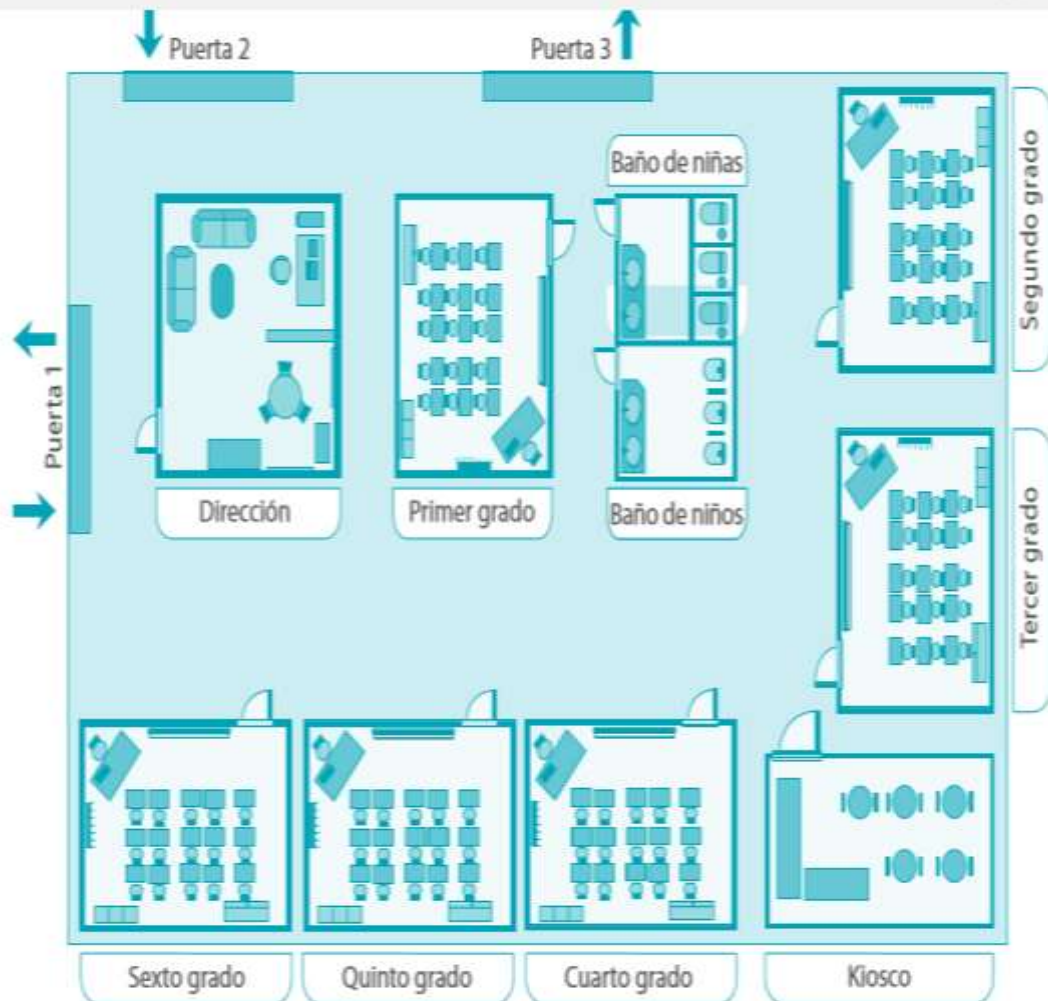 Puerta 2
Puerta 3
Baño de niñas
Segundo grado
Puerta 1
Dirección
Primer grado
Baño de niños
Tercer grado
Sexto grado
Quinto grado
Cuarto grado
Kiosco